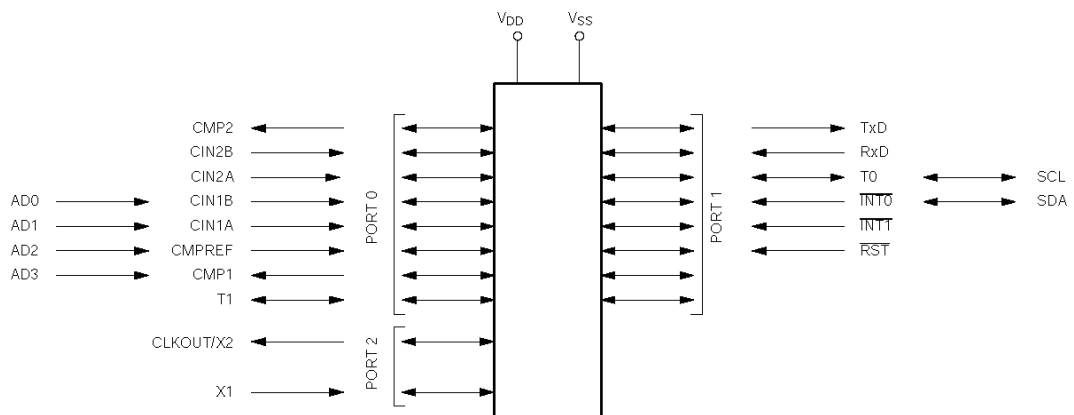 VDD VSS
CMP2 TxD
CIN2B RxD
CIN2A T0 SCL
AD0 CIN1B INT0 SDA
AD1 CIN1A INT1
AD2 CMPREF RST
AD3 CMP1
T1
PORT 0
PORT 1
CLKOUT/X2
PORT 2
X1